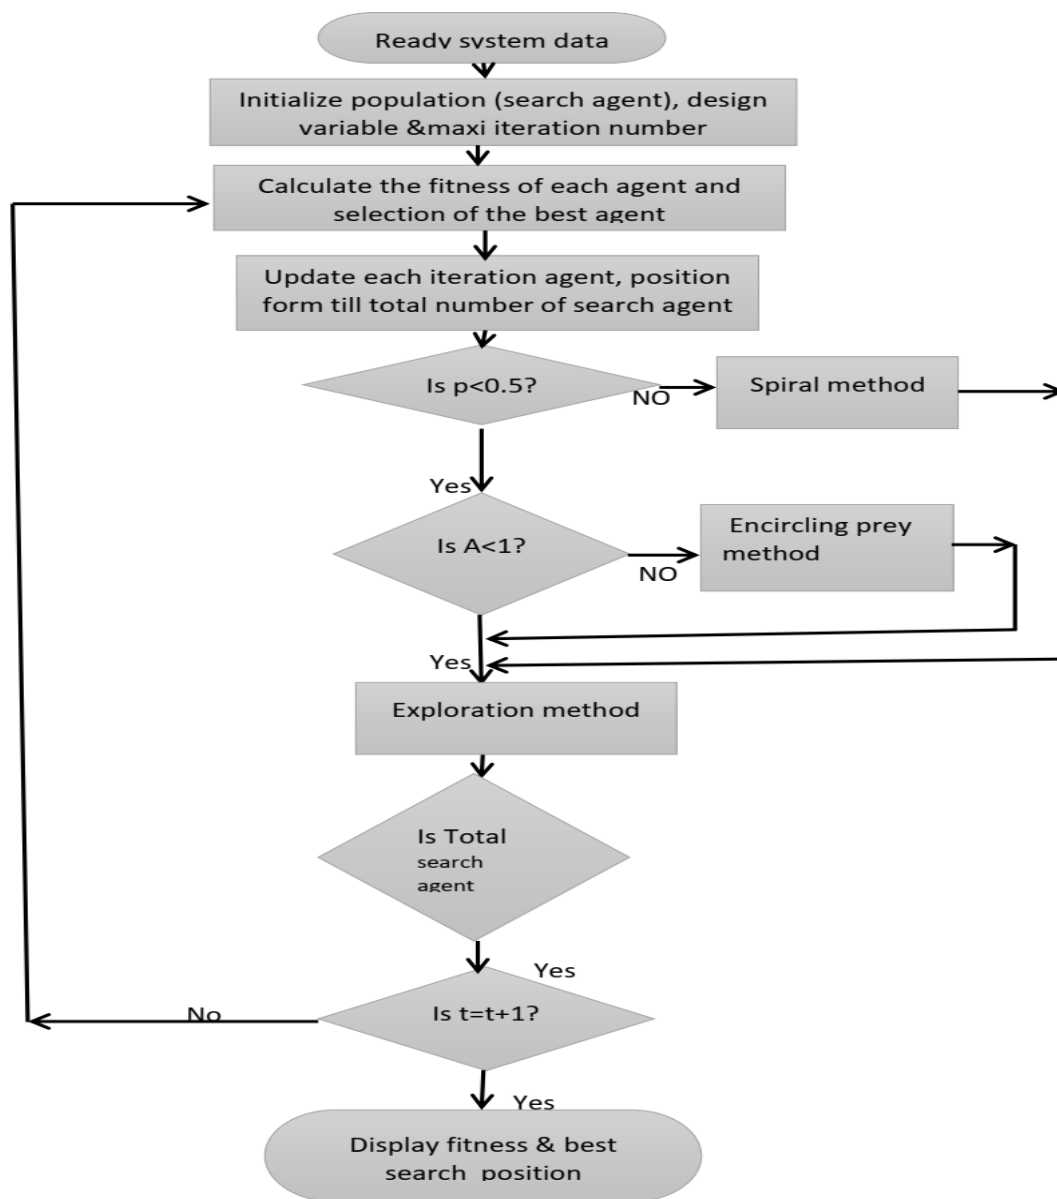 Ready system data
Initialize population (search agent), design
variable &maxi iteration number
Calculate the fitness of each agent and
selection of the best agent
Update each iteration agent, position
form till total number of search agent
Is p<0.5?
NO
Spiral method
Yes
Is A<1?
NO
Encircling prey
method
Yes
Exploration method
Is Total
search
agent
Yes
Is t=t+1?
No
Yes
Display fitness & best
search position